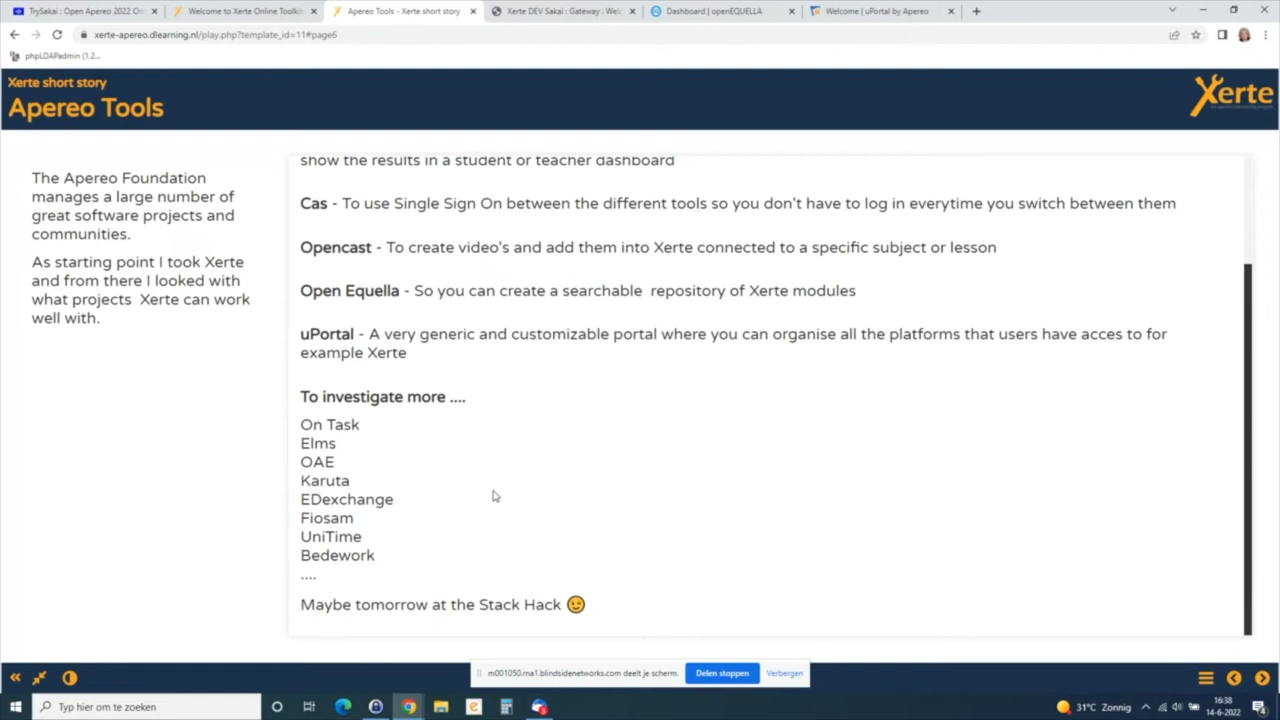 TrySakai : Open Apereo 2022 On
Welcome to Xerte Online Toolkit
Apereo Tools - Xerte short story
Xerte DEV Sakai : Gateway : Wel
Dashboard | openEQUELLA
Welcome | uPortal by Apereo
xerte-apereo.dlearning.nl/play.php?template_id=11#page6
phpLDAPadmin (1.2...
Xerte short story
Apereo Tools
Xerte
The Apereo Foundation
manages a large number of
great software projects and
communities.
As starting point I took Xerte
and from there I looked with
what projects Xerte can work
well with.
show the results in a student or teacher dashboard
Cas - To use Single Sign On between the different tools so you don't have to log in everytime you switch between them
Opencast - To create video's and add them into Xerte connected to a specific subject or lesson
Open Equella - So you can create a searchable repository of Xerte modules
uPortal - A very generic and customizable portal where you can organise all the platforms that users have acces to for
example Xerte
To investigate more ....
On Task
Elms
OAE
Karuta
EDexchange
Fiosam
UniTime
Bedework
....
Maybe tomorrow at the Stack Hack 😉
m001050.rna1.blindsidenetworks.com deelt je scherm.
Delen stoppen
Verbergen
Typ hier om te zoeken
31°C Zonnig
16:38
14-6-2022
4